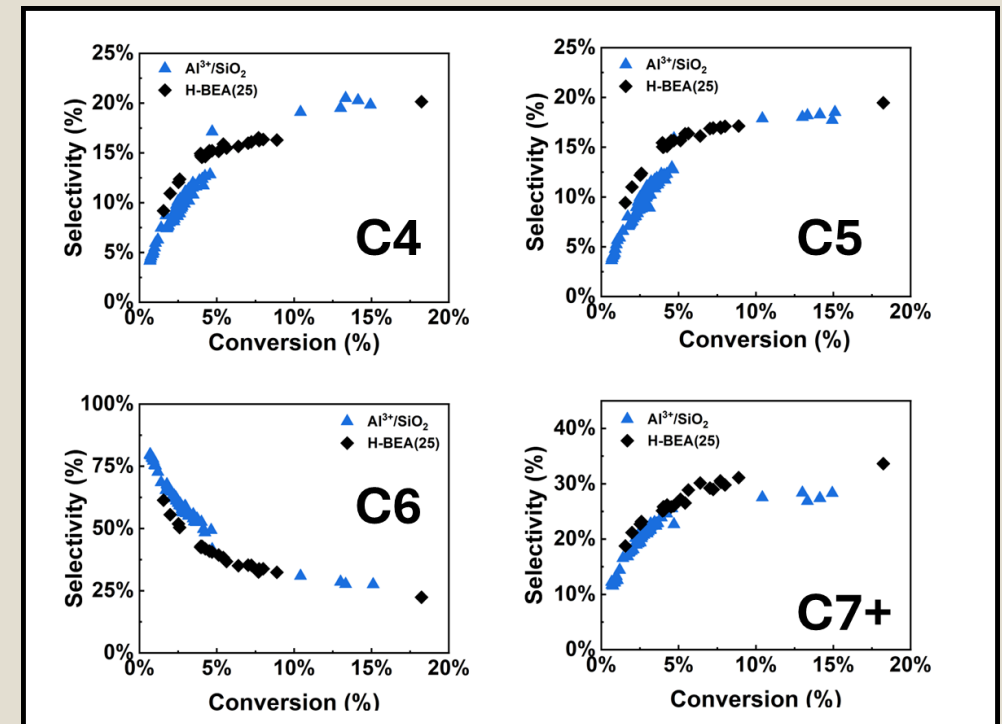 25%
20%
15%
10%
5%
0%
Selectivity (%)
Al³⁺/SiO₂
H-BEA(25)
C4
0%
5%
10%
15%
20%
Conversion (%)
25%
20%
15%
10%
5%
0%
Selectivity (%)
Al³⁺/SiO₂
H-BEA(25)
C5
0%
5%
10%
15%
20%
Conversion (%)
100%
75%
50%
25%
0%
Selectivity (%)
Al³⁺/SiO₂
H-BEA(25)
C6
0%
5%
10%
15%
20%
Conversion (%)
40%
30%
20%
10%
0%
Selectivity (%)
Al³⁺/SiO₂
H-BEA(25)
C7+
0%
5%
10%
15%
20%
Conversion (%)